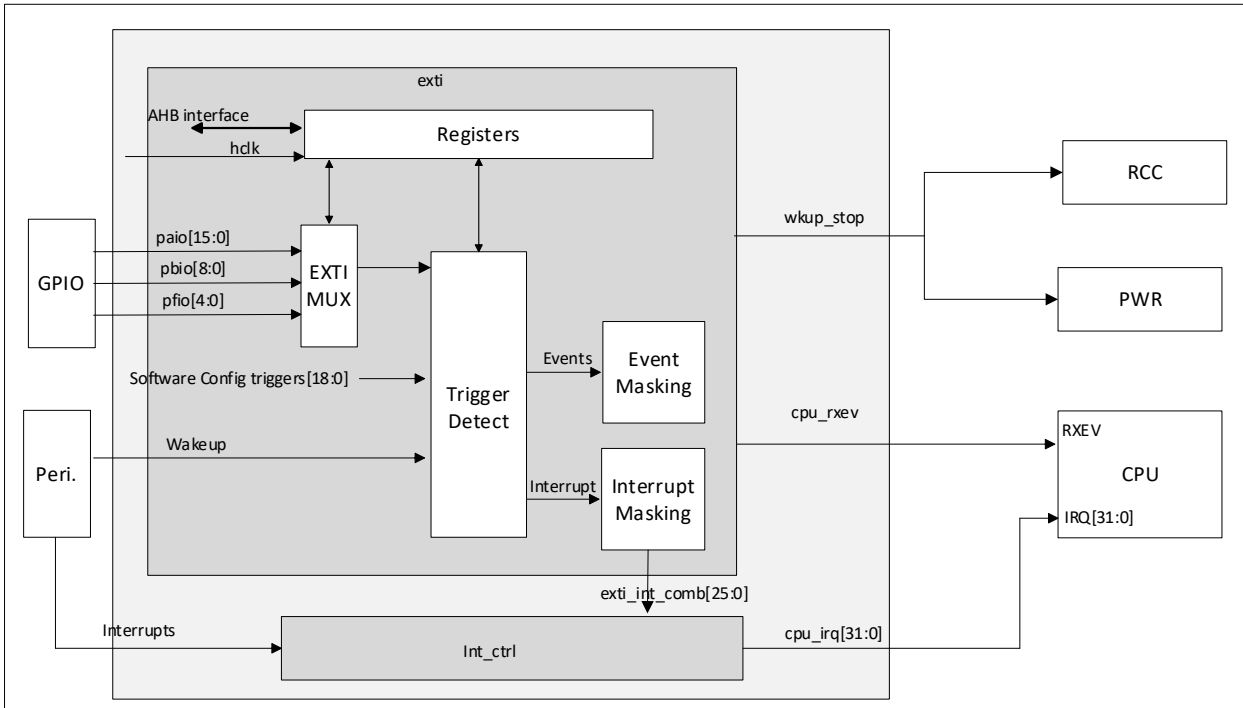 exti
AHB interface
Registers
hclk
RCC
wkup_stop
paio[15:0]
pbio[8:0]
pfio[4:0]
GPIO
EXTI
MUX
PWR
Software Config triggers[18:0]
Events
Event
Masking
Trigger
Detect
cpu_rxev
RXEV
CPU
IRQ[31:0]
Wakeup
Peri.
Interrupt
Interrupt
Masking
exti_int_comb[25:0]
Interrupts
Int_ctrl
cpu_irq[31:0]